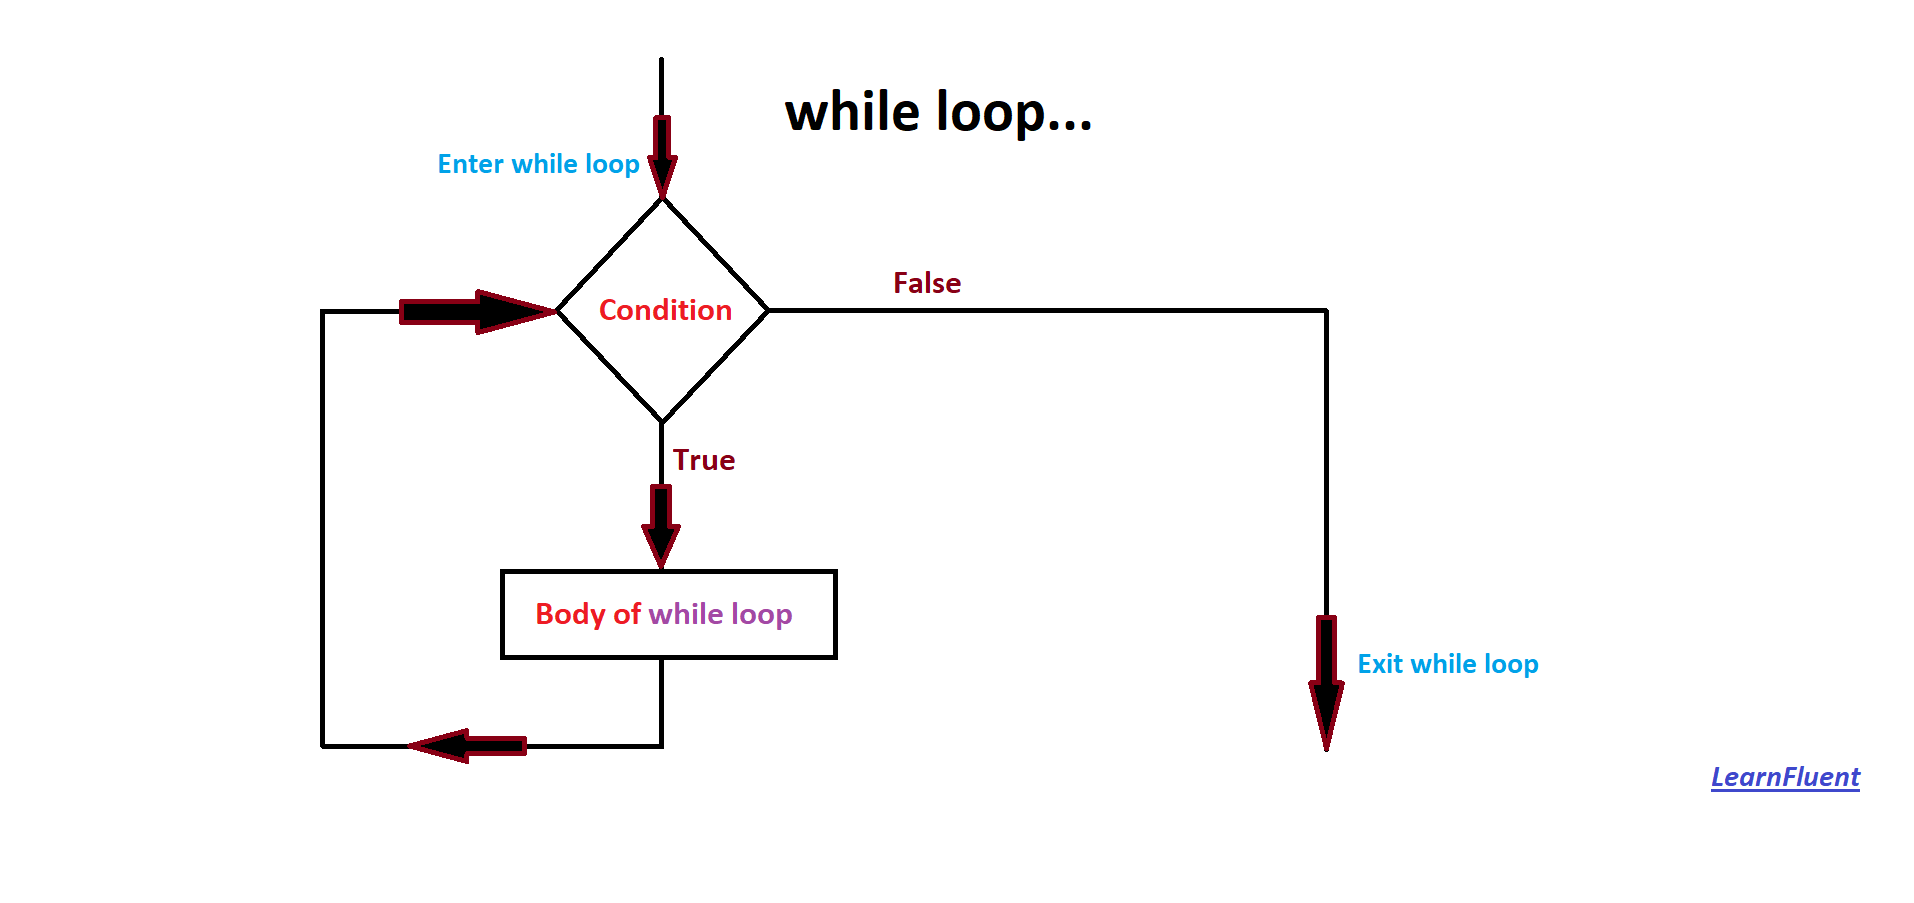 while loop...
Enter while loop
False
Condition
True
Body of while loop
Exit while loop
LearnFluent